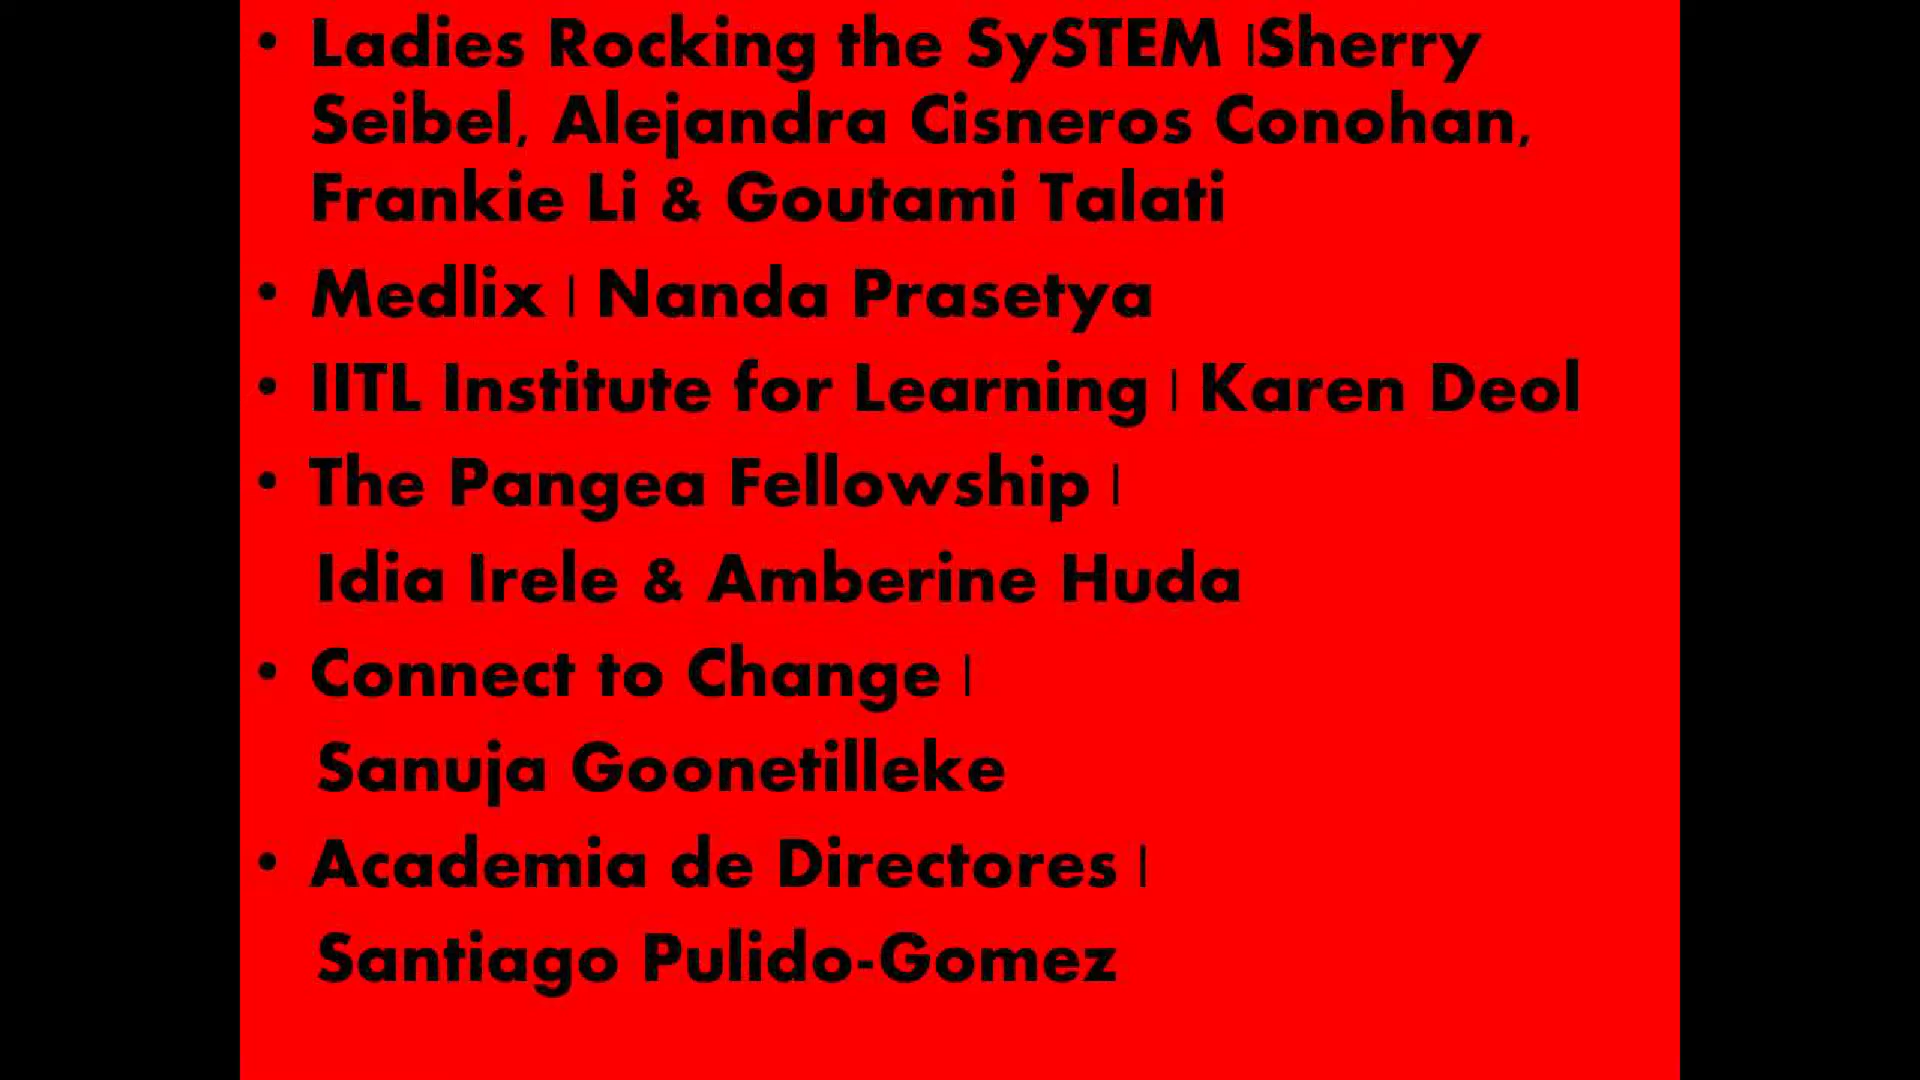 • Ladies Rocking the SySTEM |Sherry
Seibel, Alejandra Cisneros Conohan,
Frankie Li & Goutami Talati
• Medlix | Nanda Prasetya
• IITL Institute for Learning | Karen Deol
• The Pangea Fellowship |
Idia Irele & Amberine Huda
• Connect to Change |
Sanuja Goonetilleke
• Academia de Directores |
Santiago Pulido-Gomez